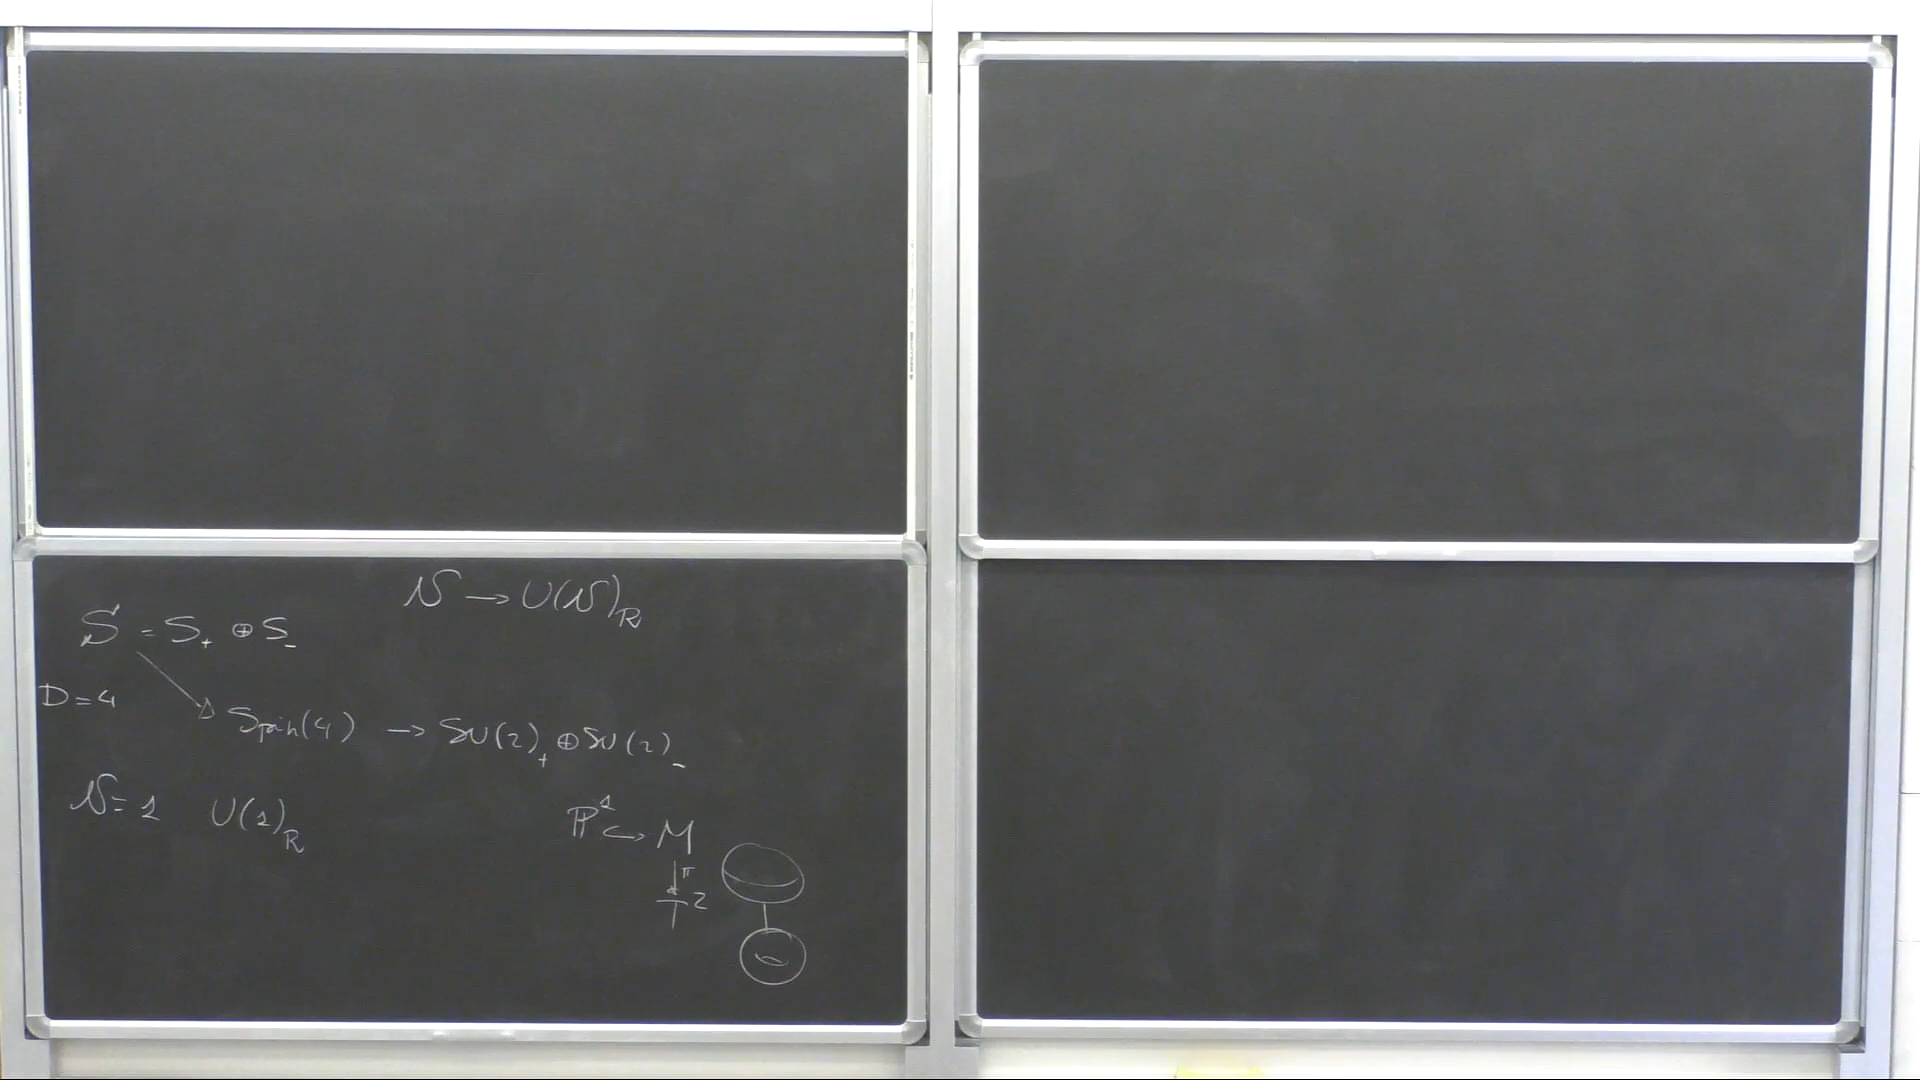 𝒩 → U(𝒩)_R
S = S_+ ⊕ S_-
D=4
Spin(4) → SU(2)_+ ⊕ SU(2)_-
𝒩=1 U(1)_R
ℙ^1 ↪ M
↓π
T^2